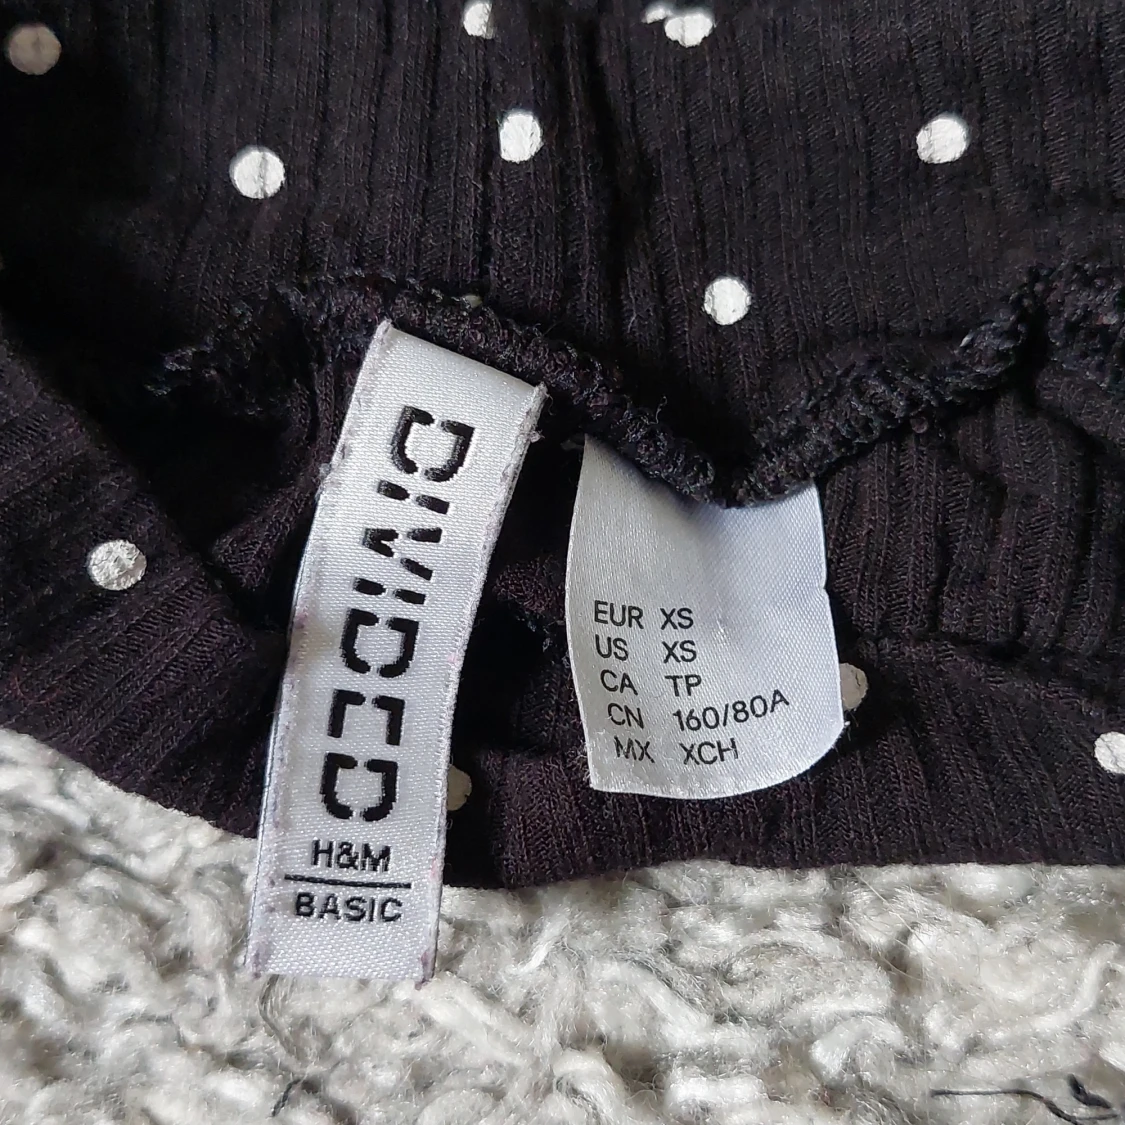 DIVIDED
H&M
BASIC
EUR XS
US XS
CA TP
CN 160/80A
MX XCH